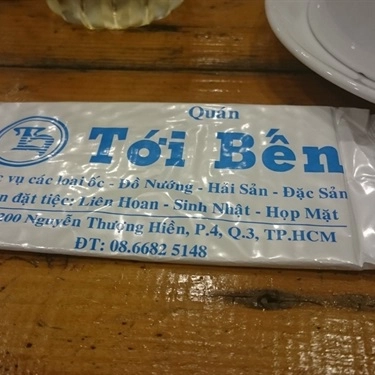 Quán
Tới Bến
vụ các loại ốc - Đồ Nướng - Hải Sản - Đặc Sản
đặt tiệc: Liên Hoan - Sinh Nhật - Họp Mặt
200 Nguyễn Thượng Hiền, P.4, Q.3, TP.HCM
ĐT: 08.6682 5148